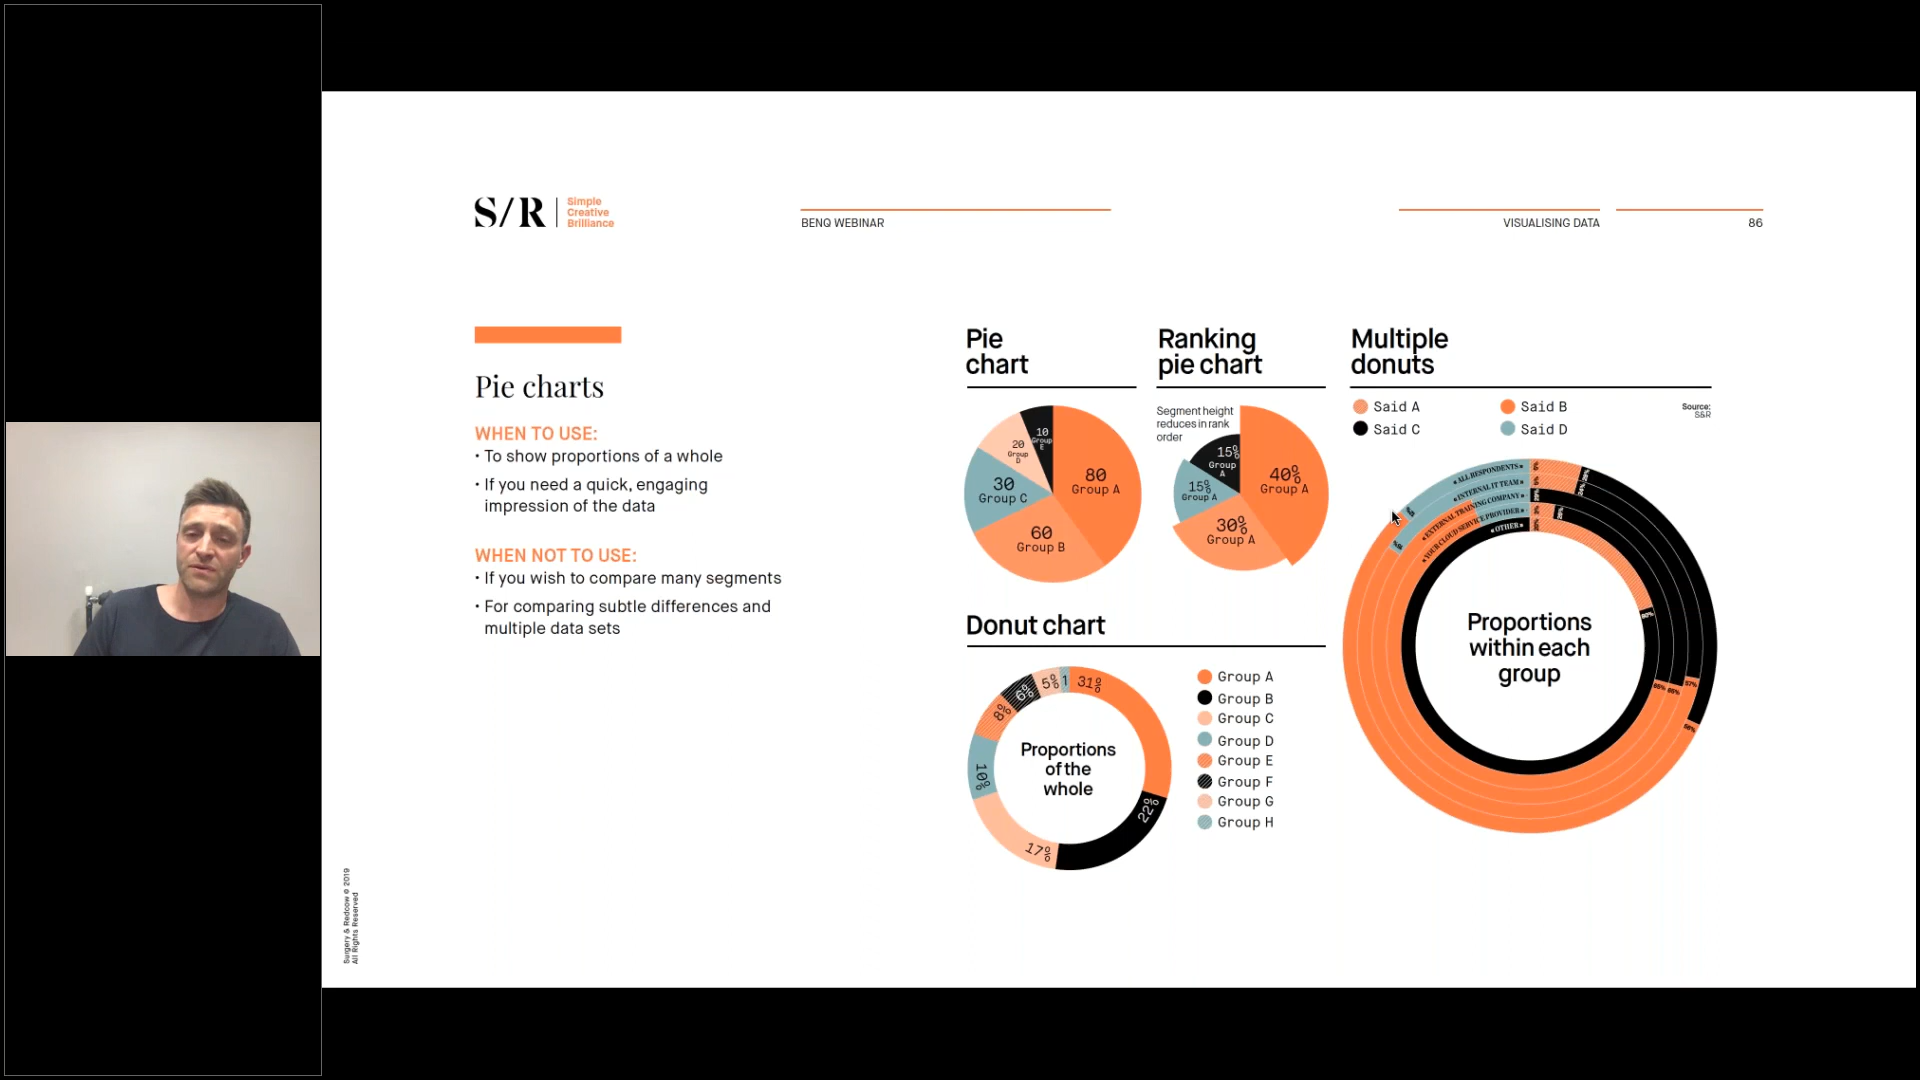 S/R
Simple
Creative
Brilliance
BENQ WEBINAR
VISUALISING DATA
86
Pie charts
WHEN TO USE:
• To show proportions of a whole
• If you need a quick, engaging
impression of the data
WHEN NOT TO USE:
• If you wish to compare many segments
• For comparing subtle differences and
multiple data sets
Pie
chart
80
Group A
60
Group B
30
Group C
20
Group
D
10
Group
E
Ranking
pie chart
Segment height
reduces in rank
order
40%
Group A
30%
Group A
15%
Group A
15%
Group
A
Donut chart
31%
22%
17%
10%
8%
6%
5%
1
Proportions
of the
whole
Group A
Group B
Group C
Group D
Group E
Group F
Group G
Group H
Multiple
donuts
Said A
Said B
Said C
Said D
Source:
S&R
• ALL RESPONDENTS •
• INTERNAL IT TEAM •
• EXTERNAL TRAINING COMPANY •
• YOUR CLOUD SERVICE PROVIDER •
• OTHER •
Proportions
within each
group
Surgery & Redcow © 2019
All Rights Reserved